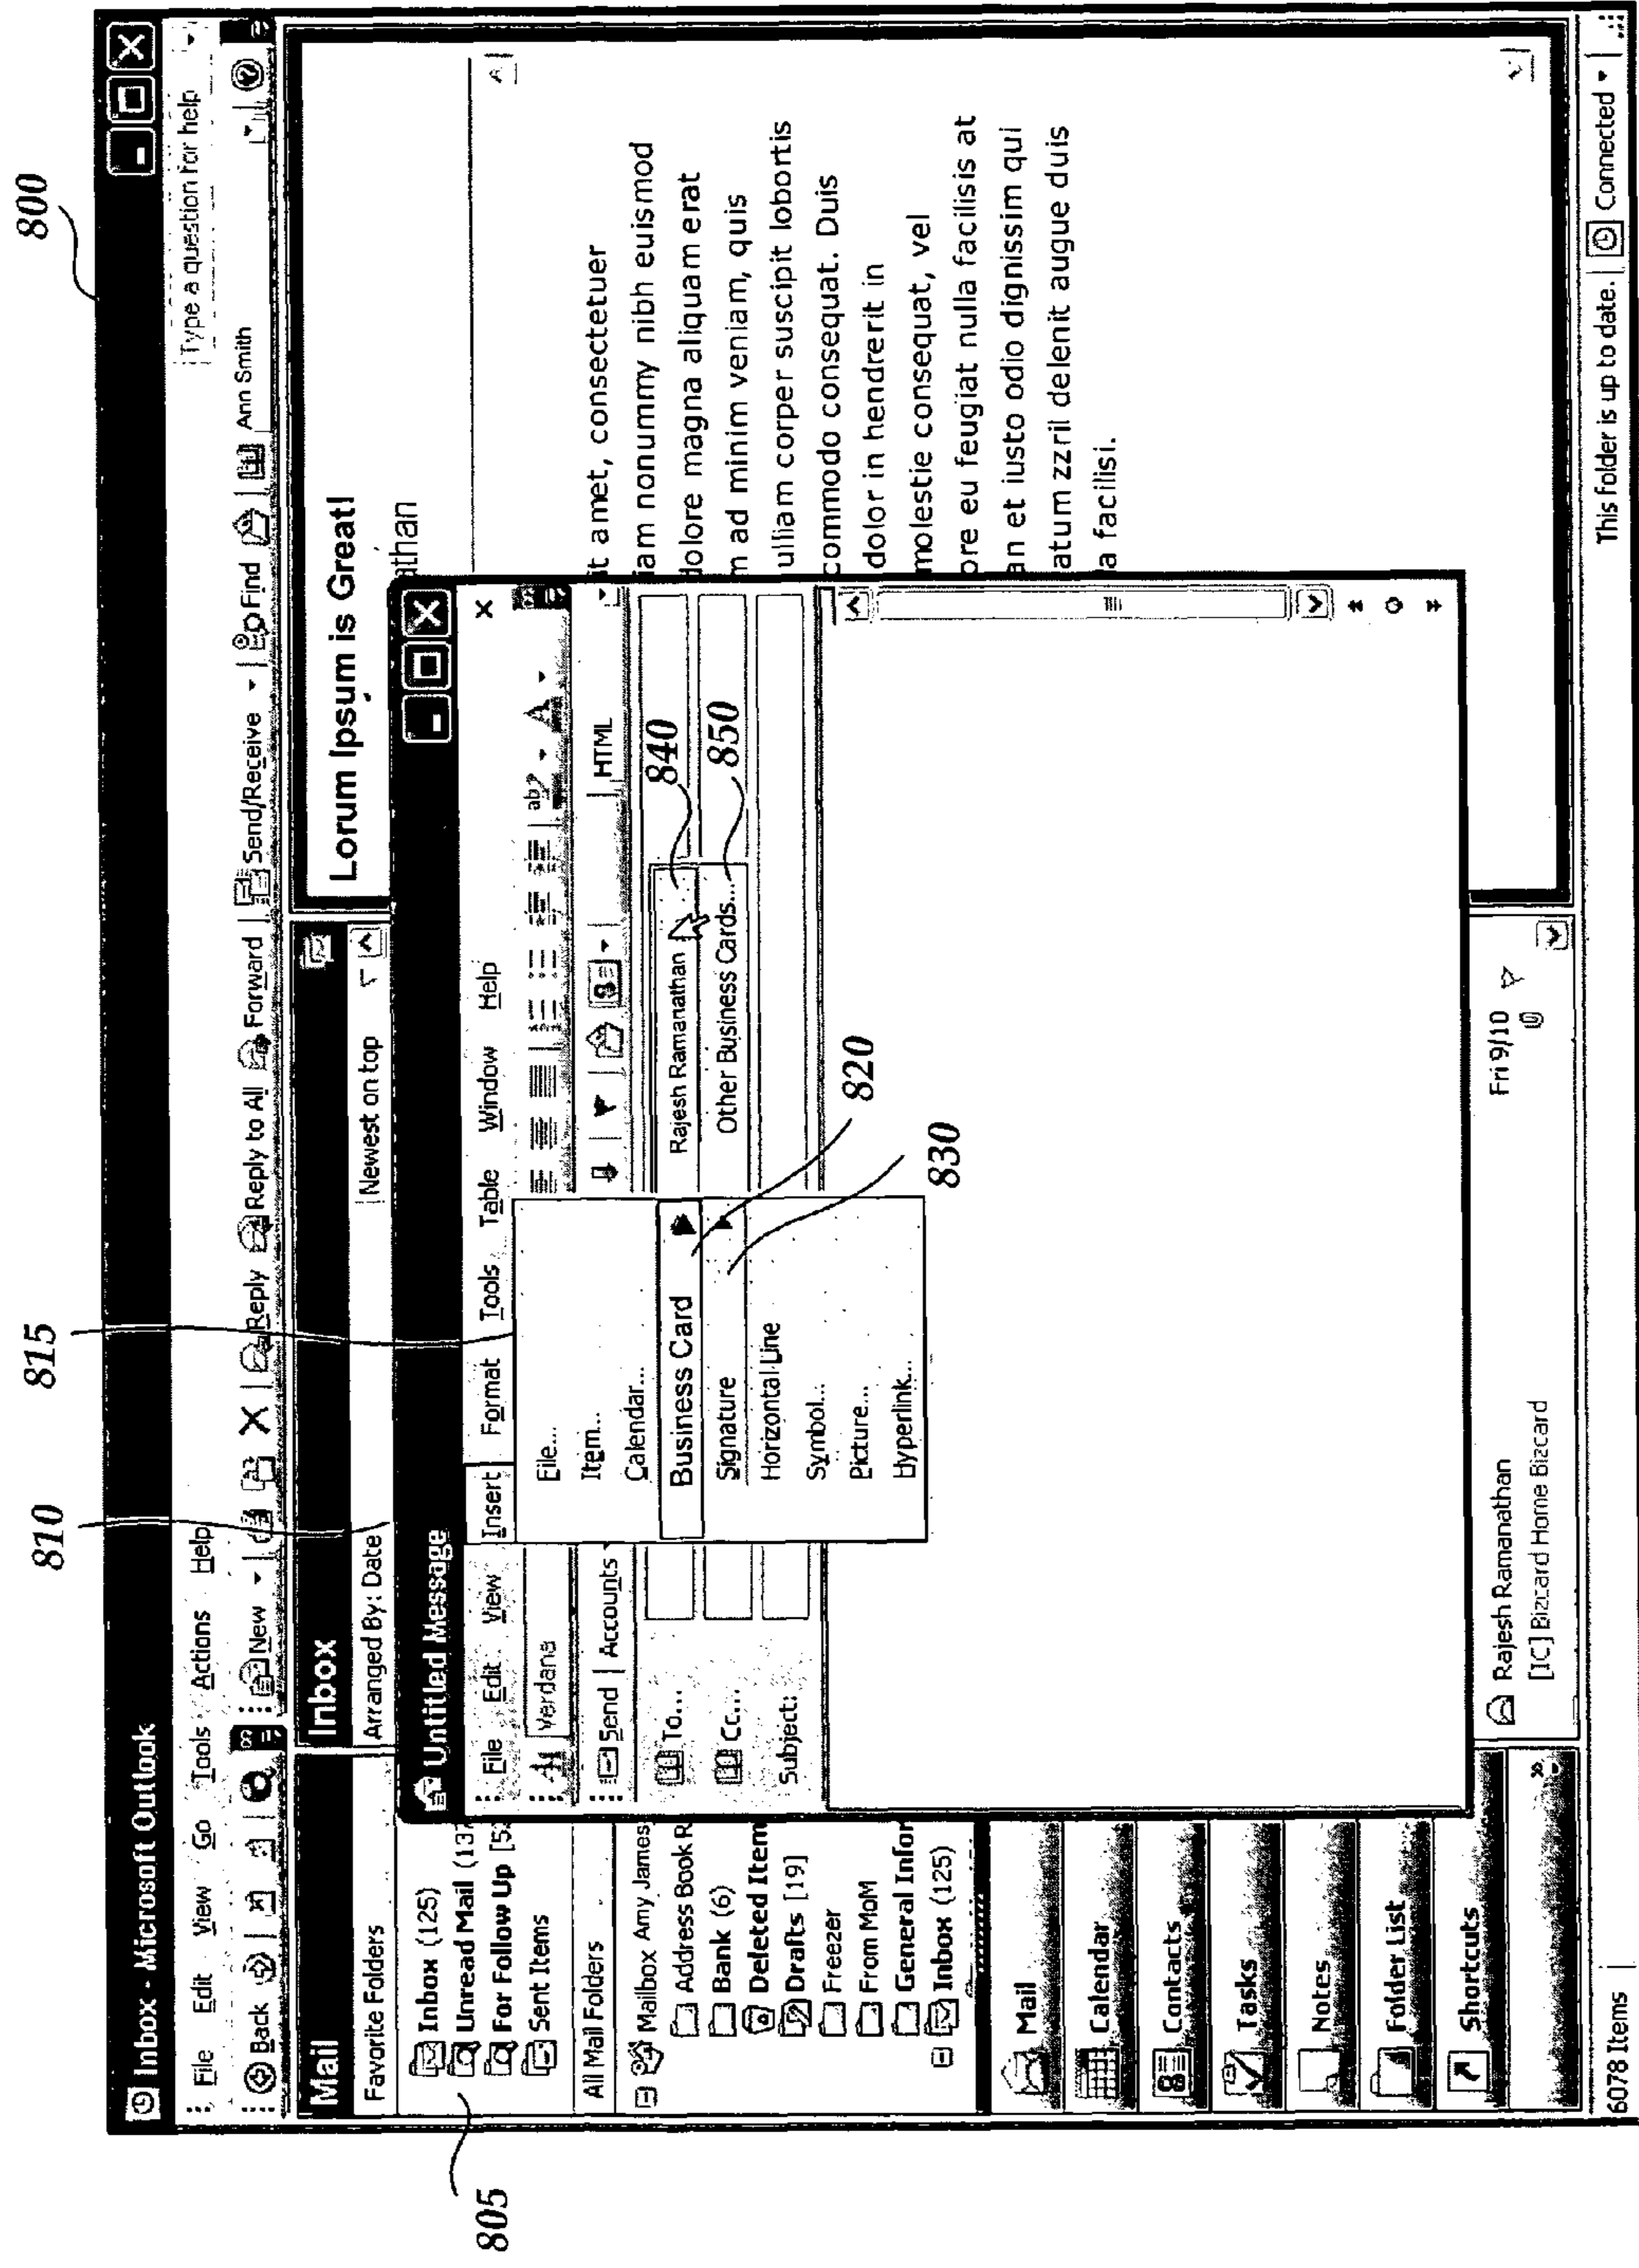 800
815
810
805
Inbox - Microsoft Outlook
File Edit View Go Tools Actions Help
Type a question for help
Back New Reply Reply to All Forward Send/Receive Find Ann Smith
Mail
Favorite Folders
Inbox (125)
Unread Mail (137
For Follow Up [52
Sent Items
All Mail Folders
Mailbox Amy James
Address Book R
Bank (6)
Deleted Item
Drafts [19]
Freezer
From MoM
General Infor
Inbox (125)
Mail
Calendar
Contacts
Tasks
Notes
Folder List
Shortcuts
Inbox
Arranged By: Date Newest on top
Untitled Message
File Edit View Insert Format Tools Table Window Help
Verdana
Send Accounts HTML
To...
Cc...
Subject:
File...
Item...
Calendar...
Business Card
Signature
Horizontal Line
Symbol...
Picture...
Hyperlink...
820
830
Rajesh Ramanathan
Other Business Cards...
840
850
Rajesh Ramanathan Fri 9/10
[IC] Bizcard Home Bizcard
Lorum Ipsum is Great!
athan
it amet, consectetuer
iam nonummy nibh euismod
dolore magna aliquam erat
m ad minim veniam, quis
ulliam corper suscipit lobortis
commodo consequat. Duis
dolor in hendrerit in
molestie consequat, vel
ore eu feugiat nulla facilisis at
an et iusto odio dignissim qui
atum zzril delenit augue duis
a facilisi.
6078 Items This folder is up to date. Connected